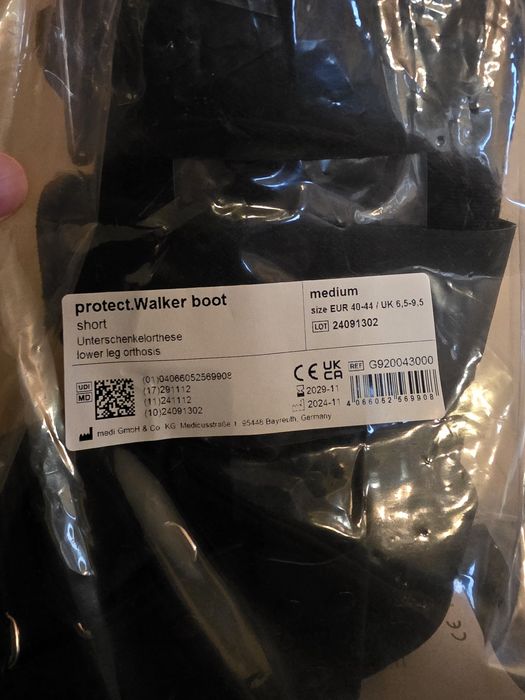 protect.Walker boot
short
Unterschenkelorthese
lower leg orthosis
medium
size EUR 40-44 / UK 6,5-9,5
LOT 24091302
UDI
MD
(01)04066052569908
(17)291112
(11)241112
(10)24091302
CE UK CA REF G920043000
2029-11
2024-11
4 066052 569908
medi GmbH & Co. KG Medicusstraße 1 95448 Bayreuth, Germany
CE